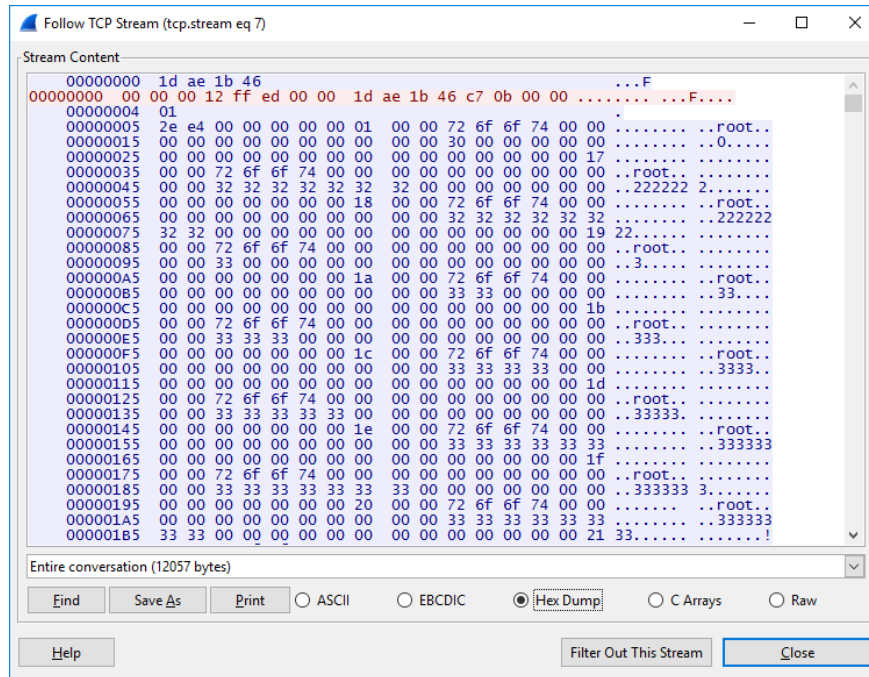 Follow TCP Stream (tcp.stream eq 7)
Stream Content
00000000 1d ae 1b 46 ...F
00000000 00 00 00 12 ff ed 00 00 1d ae 1b 46 c7 0b 00 00 ........ ...F....
00000004 01 .
00000005 2e e4 00 00 00 00 00 01 00 00 72 6f 6f 74 00 00 ........ ..root..
00000015 00 00 00 00 00 00 00 00 00 00 30 00 00 00 00 00 ........ ..0.....
00000025 00 00 00 00 00 00 00 00 00 00 00 00 00 00 00 17 ........ ........
00000035 00 00 72 6f 6f 74 00 00 00 00 00 00 00 00 00 00 ..root.. ........
00000045 00 00 32 32 32 32 32 32 32 00 00 00 00 00 00 00 ..222222 2.......
00000055 00 00 00 00 00 00 00 18 00 00 72 6f 6f 74 00 00 ........ ..root..
00000065 00 00 00 00 00 00 00 00 00 00 32 32 32 32 32 32 ........ ..222222
00000075 32 32 00 00 00 00 00 00 00 00 00 00 00 00 00 19 22...... ........
00000085 00 00 72 6f 6f 74 00 00 00 00 00 00 00 00 00 00 ..root.. ........
00000095 00 00 33 00 00 00 00 00 00 00 00 00 00 00 00 00 ..3..... ........
000000A5 00 00 00 00 00 00 00 1a 00 00 72 6f 6f 74 00 00 ........ ..root..
000000B5 00 00 00 00 00 00 00 00 00 00 33 33 00 00 00 00 ........ ..33....
000000C5 00 00 00 00 00 00 00 00 00 00 00 00 00 00 00 1b ........ ........
000000D5 00 00 72 6f 6f 74 00 00 00 00 00 00 00 00 00 00 ..root.. ........
000000E5 00 00 33 33 33 00 00 00 00 00 00 00 00 00 00 00 ..333... ........
000000F5 00 00 00 00 00 00 00 1c 00 00 72 6f 6f 74 00 00 ........ ..root..
00000105 00 00 00 00 00 00 00 00 00 00 33 33 33 33 00 00 ........ ..3333..
00000115 00 00 00 00 00 00 00 00 00 00 00 00 00 00 00 1d ........ ........
00000125 00 00 72 6f 6f 74 00 00 00 00 00 00 00 00 00 00 ..root.. ........
00000135 00 00 33 33 33 33 33 00 00 00 00 00 00 00 00 00 ..33333. ........
00000145 00 00 00 00 00 00 00 1e 00 00 72 6f 6f 74 00 00 ........ ..root..
00000155 00 00 00 00 00 00 00 00 00 00 33 33 33 33 33 33 ........ ..333333
00000165 00 00 00 00 00 00 00 00 00 00 00 00 00 00 00 1f ........ ........
00000175 00 00 72 6f 6f 74 00 00 00 00 00 00 00 00 00 00 ..root.. ........
00000185 00 00 33 33 33 33 33 33 33 00 00 00 00 00 00 00 ..333333 3.......
00000195 00 00 00 00 00 00 00 20 00 00 72 6f 6f 74 00 00 ....... ..root..
000001A5 00 00 00 00 00 00 00 00 00 00 33 33 33 33 33 33 ........ ..333333
000001B5 33 33 00 00 00 00 00 00 00 00 00 00 00 00 00 21 33...... .......!
Entire conversation (12057 bytes)
Find
Save As
Print
ASCII
EBCDIC
Hex Dump
C Arrays
Raw
Help
Filter Out This Stream
Close